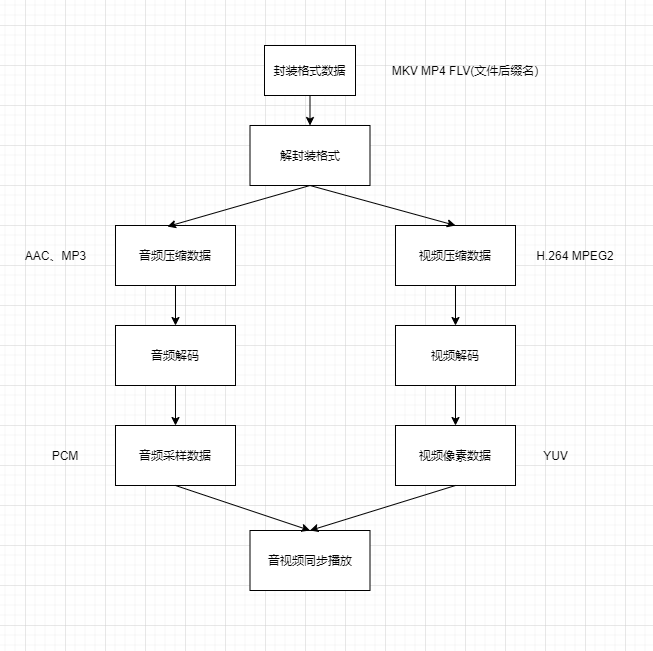 封装格式数据
MKV MP4 FLV(文件后缀名)
解封装格式
AAC、MP3
音频压缩数据
视频压缩数据
H.264 MPEG2
音频解码
视频解码
PCM
音频采样数据
视频像素数据
YUV
音视频同步播放